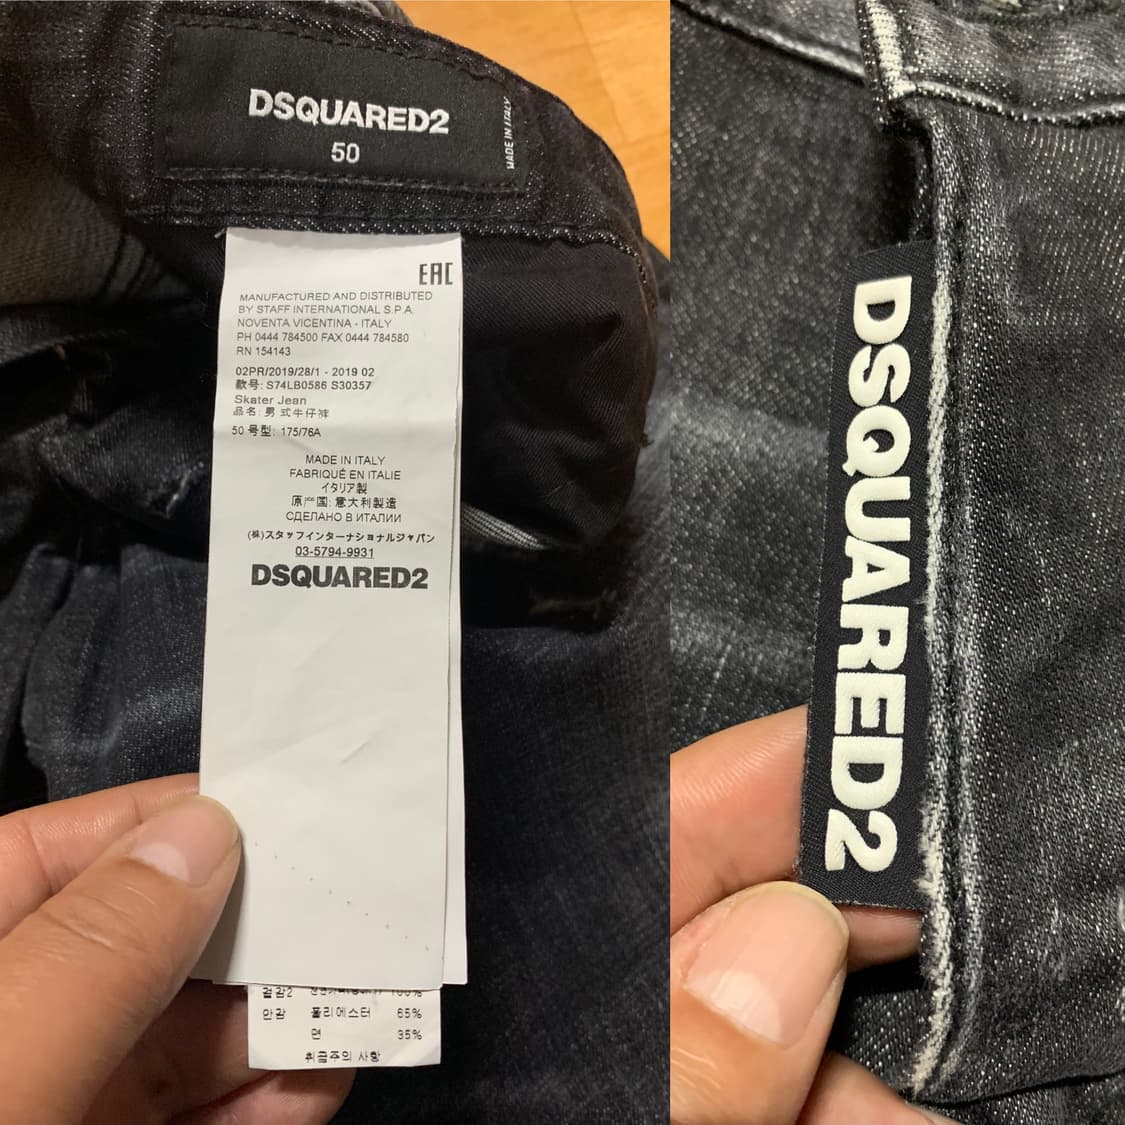 DSQUARED2
50
MADE IN ITALY
EAC
MANUFACTURED AND DISTRIBUTED
BY STAFF INTERNATIONAL S.P.A.
NOVENTA VICENTINA - ITALY
PH 0444 784500 FAX 0444 784580
RN 154143
02PR/2019/28/1 - 2019 02
款号: S74LB0586 S30357
Skater Jean
品名: 男 式牛仔裤
50 号型: 175/76A
MADE IN ITALY
FABRIQUÉ EN ITALIE
イタリア製
原产国: 意大利製造
СДЕЛАНО В ИТАЛИИ
(株)スタッフインターナショナルジャパン
03-5794-9931
DSQUARED2
겉감2 100%
안감 폴리에스터 65%
면 35%
취급주의 사항
DSQUARED2